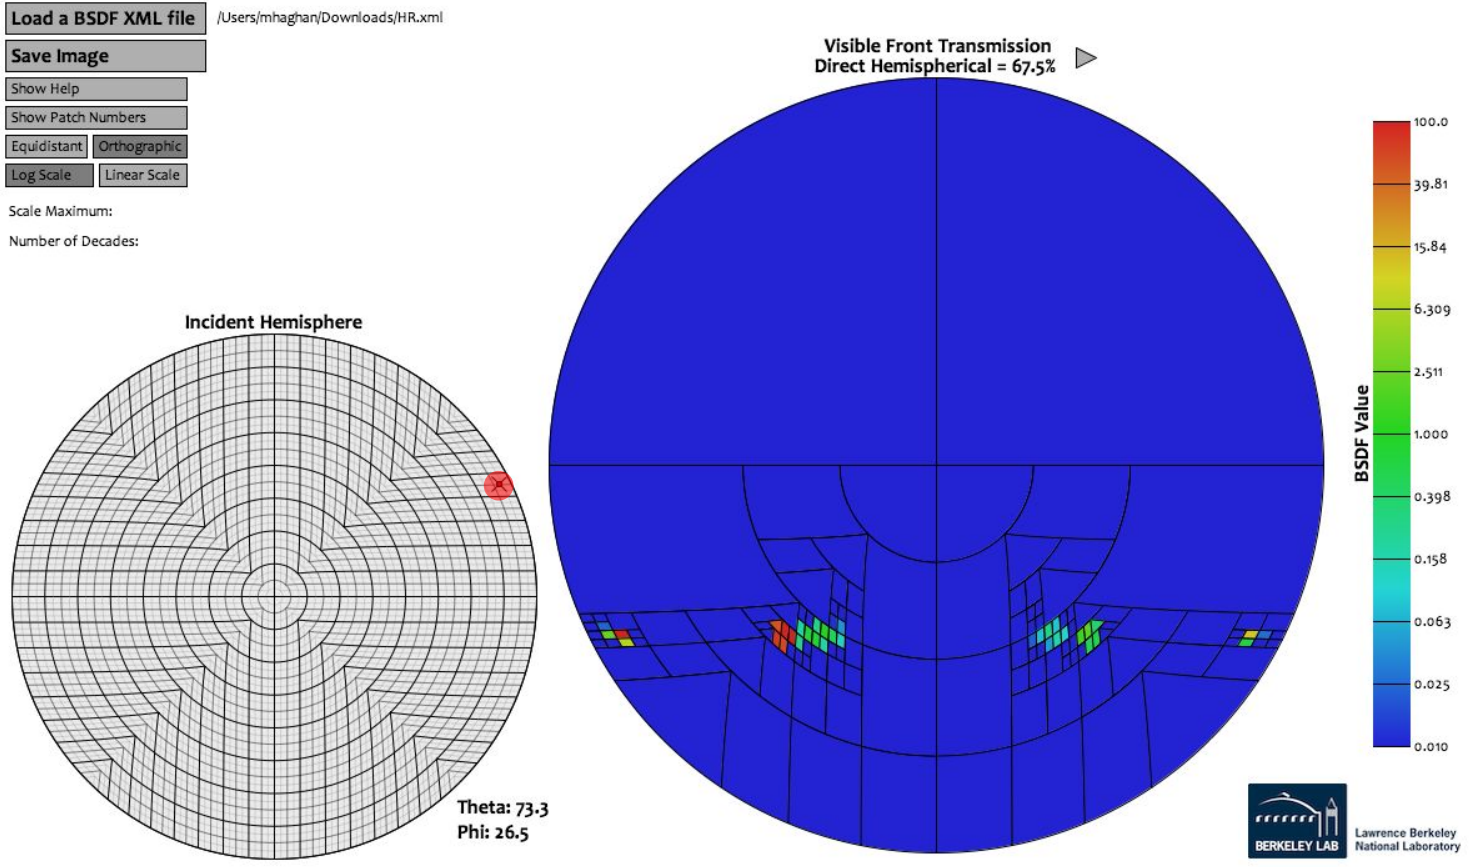 Load a BSDF XML file
/Users/mhaghan/Downloads/HR.xml
Save Image
Show Help
Show Patch Numbers
Equidistant
Orthographic
Log Scale
Linear Scale
Scale Maximum:
Number of Decades:
Incident Hemisphere
Theta: 73.3
Phi: 26.5
Visible Front Transmission
Direct Hemispherical = 67.5%
BSDF Value
100.0
39.81
15.84
6.309
2.511
1.000
0.398
0.158
0.063
0.025
0.010
BERKELEY LAB
Lawrence Berkeley
National Laboratory